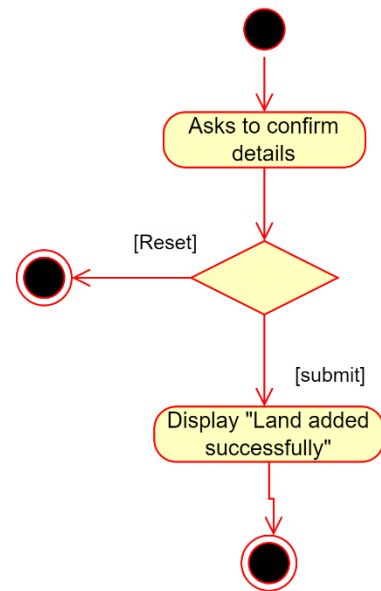 Asks to confirm
details
[Reset]
[submit]
Display "Land added
successfully"